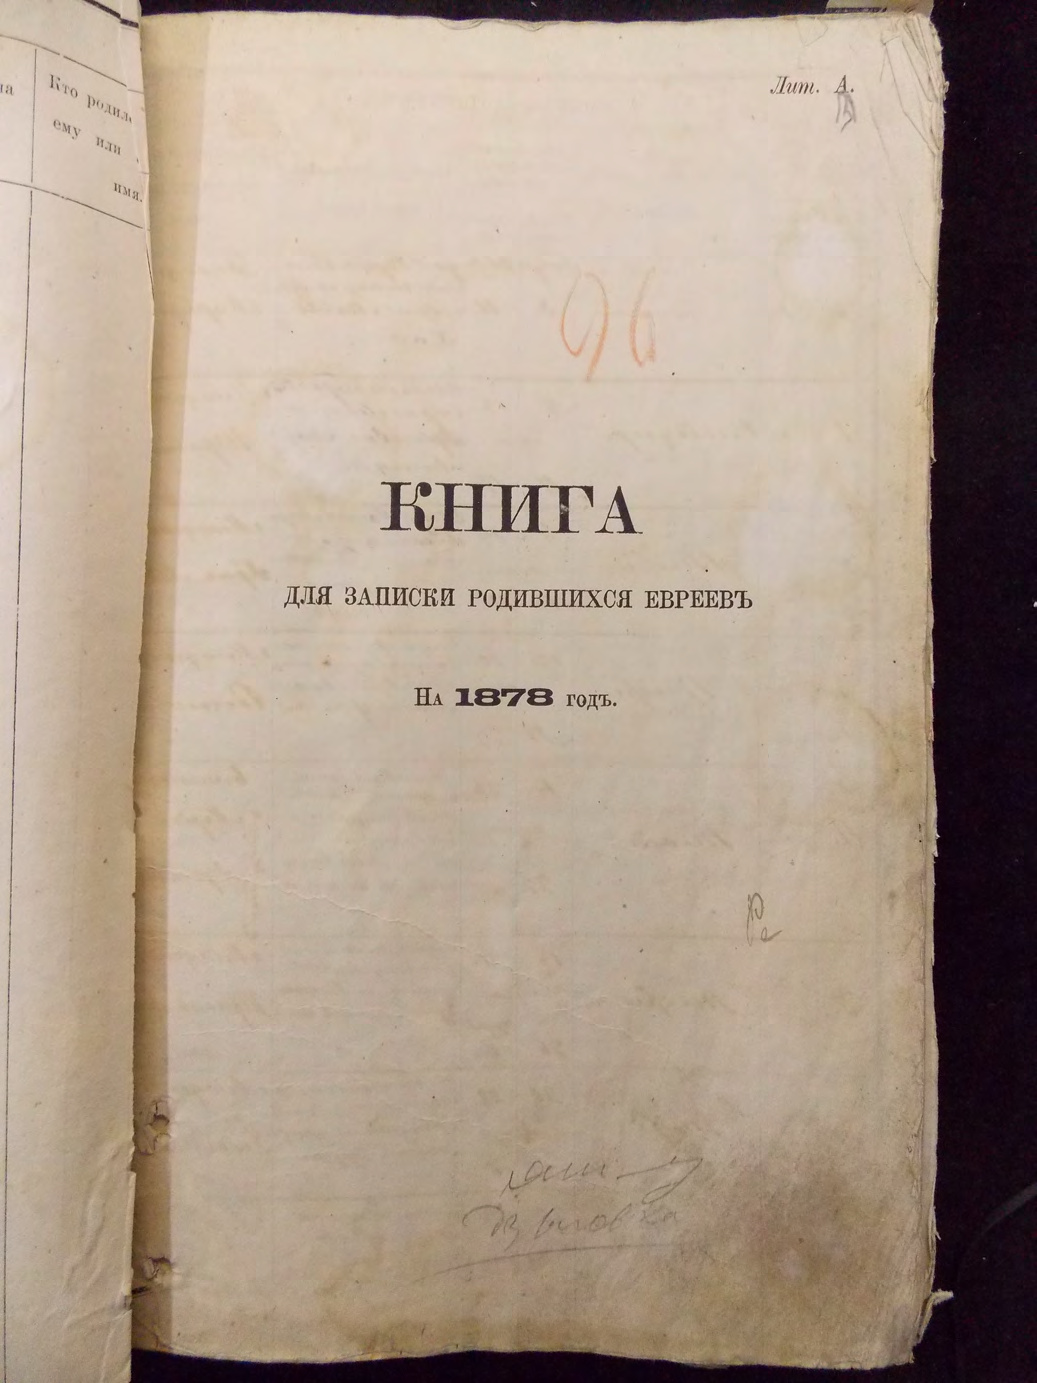 Кто родил
ему или
имя.
Лит. А.
96
КНИГА
ДЛЯ ЗАПИСКИ РОДИВШИХСЯ ЕВРЕЕВЪ
На 1878 годъ.